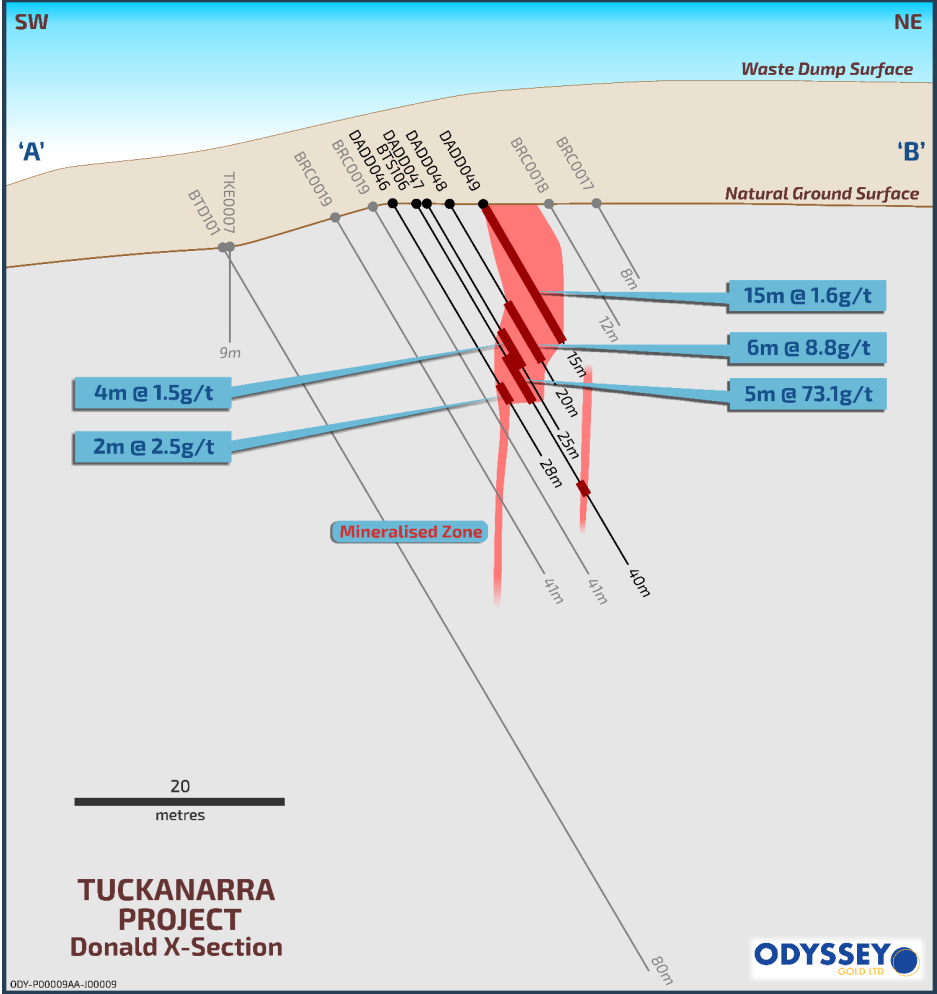 SW
NE
Waste Dump Surface
'A'
'B'
Natural Ground Surface
BTD101
TKE0007
BRC0019
BRC0019
DADD046
BTS106
DADD047
DADD048
DADD049
BRC0018
BRC0017
8m
12m
9m
15m
20m
25m
28m
15m @ 1.6g/t
6m @ 8.8g/t
5m @ 73.1g/t
4m @ 1.5g/t
2m @ 2.5g/t
Mineralised Zone
41m
41m
40m
80m
20
metres
TUCKANARRA
PROJECT
Donald X-Section
ODYSSEY
GOLD LTD
ODY-P00009AA-J00009